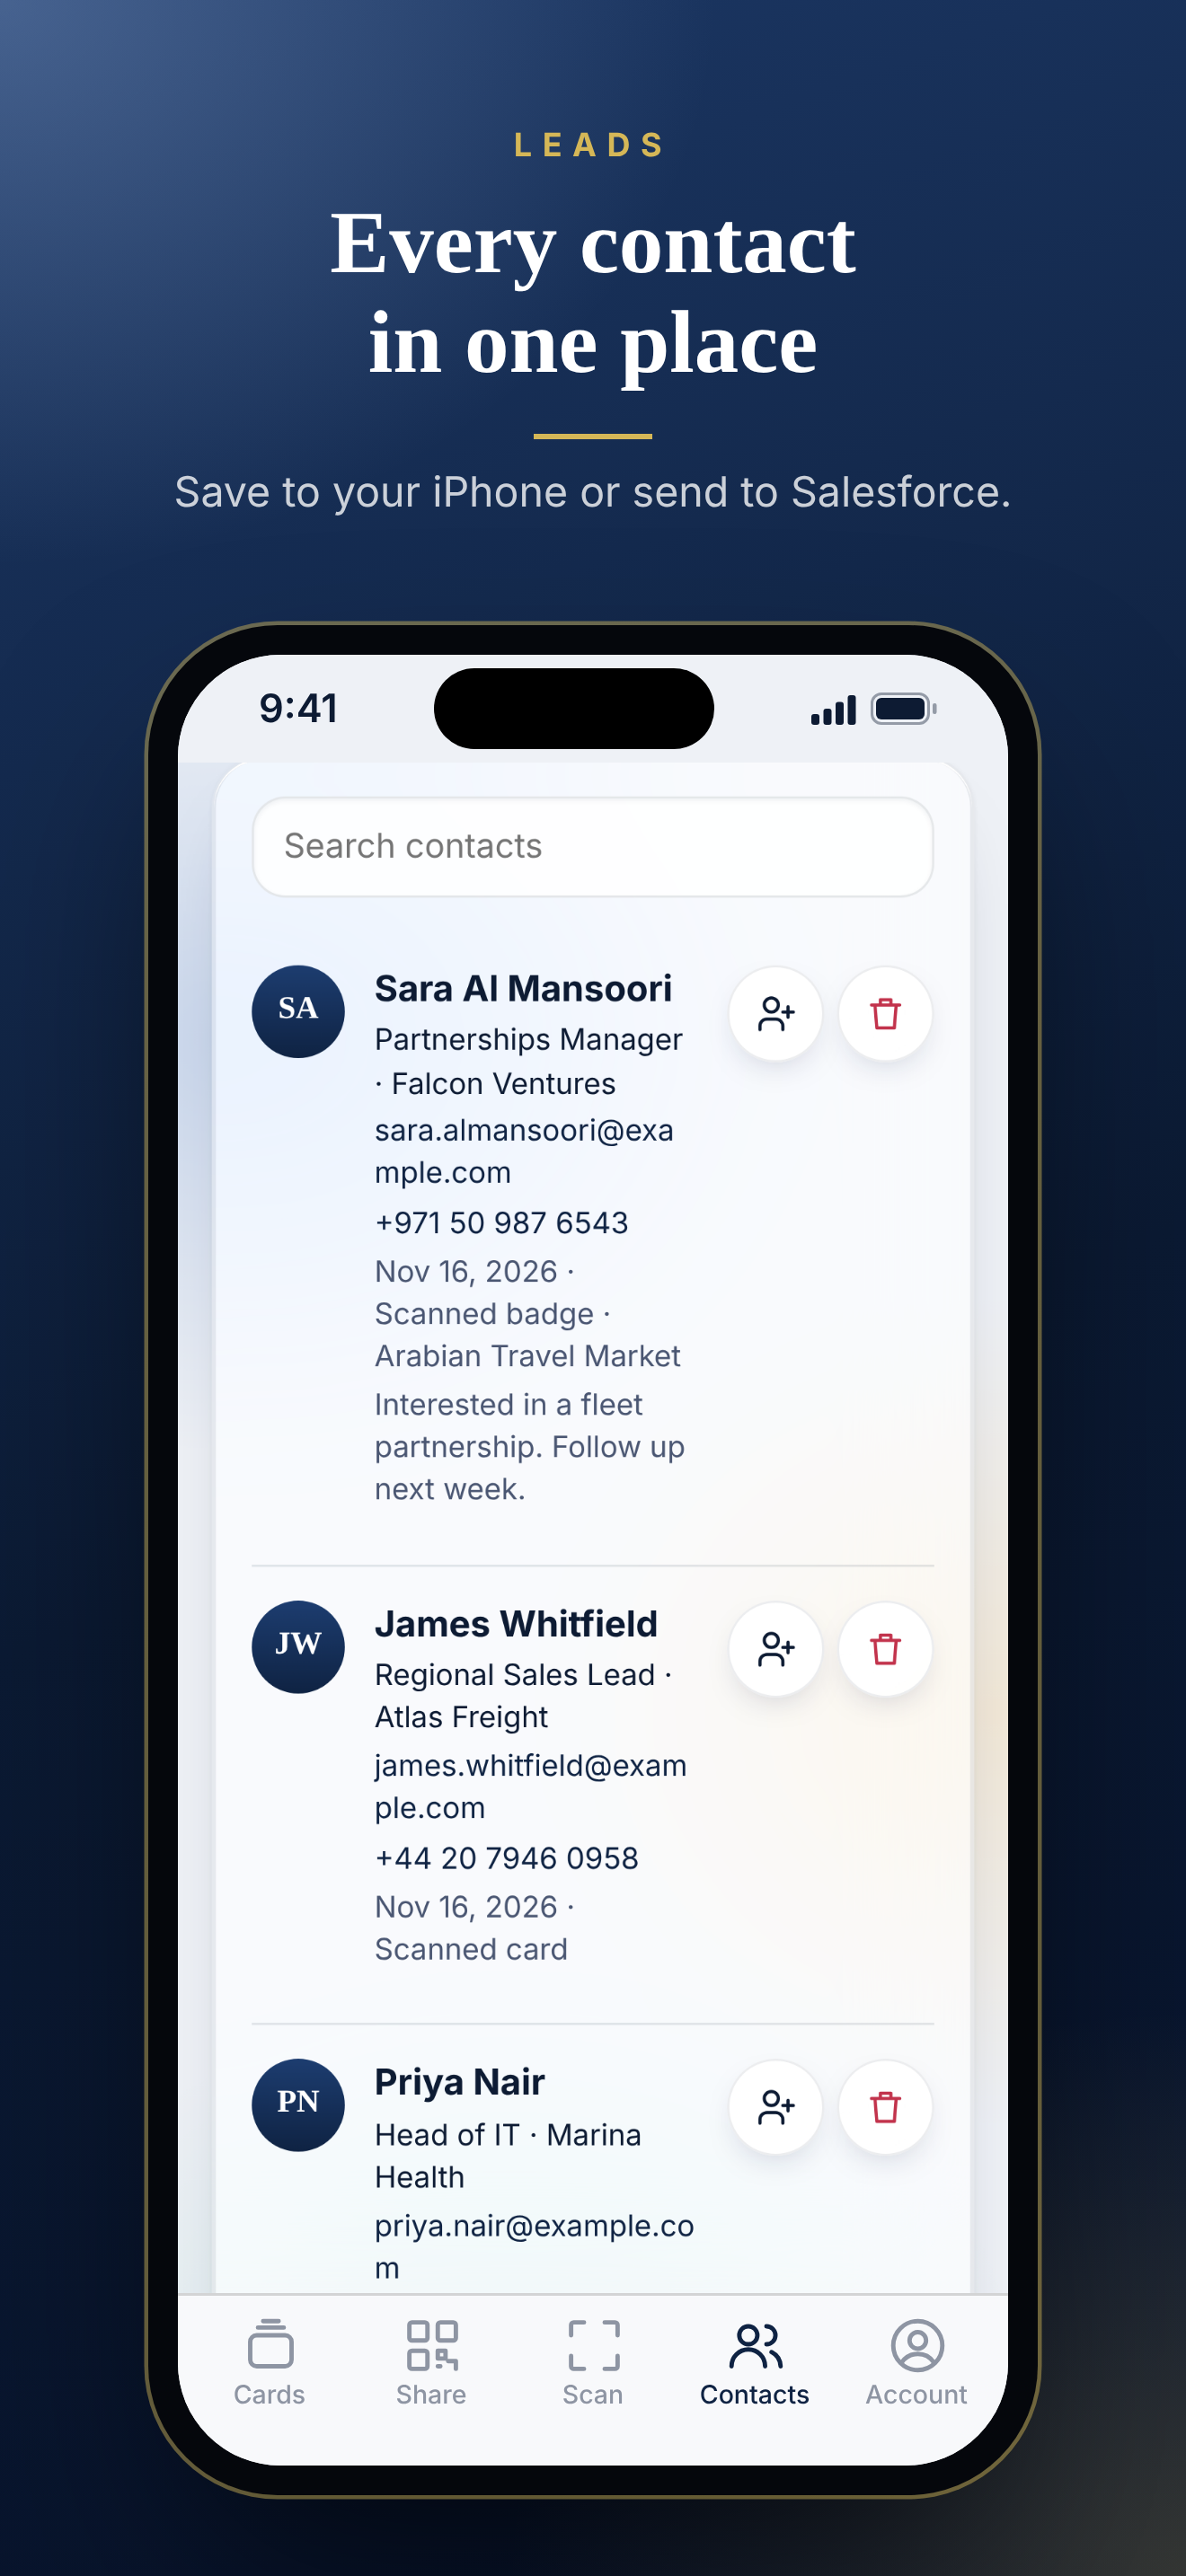 LEADS
Every contact
in one place
Save to your iPhone or send to Salesforce.
9:41
Search contacts
SA
Sara Al Mansoori
Partnerships Manager
· Falcon Ventures
sara.almansoori@exa
mple.com
+971 50 987 6543
Nov 16, 2026 ·
Scanned badge ·
Arabian Travel Market
Interested in a fleet
partnership. Follow up
next week.
JW
James Whitfield
Regional Sales Lead ·
Atlas Freight
james.whitfield@exam
ple.com
+44 20 7946 0958
Nov 16, 2026 ·
Scanned card
PN
Priya Nair
Head of IT · Marina
Health
priya.nair@example.co
m
Cards
Share
Scan
Contacts
Account